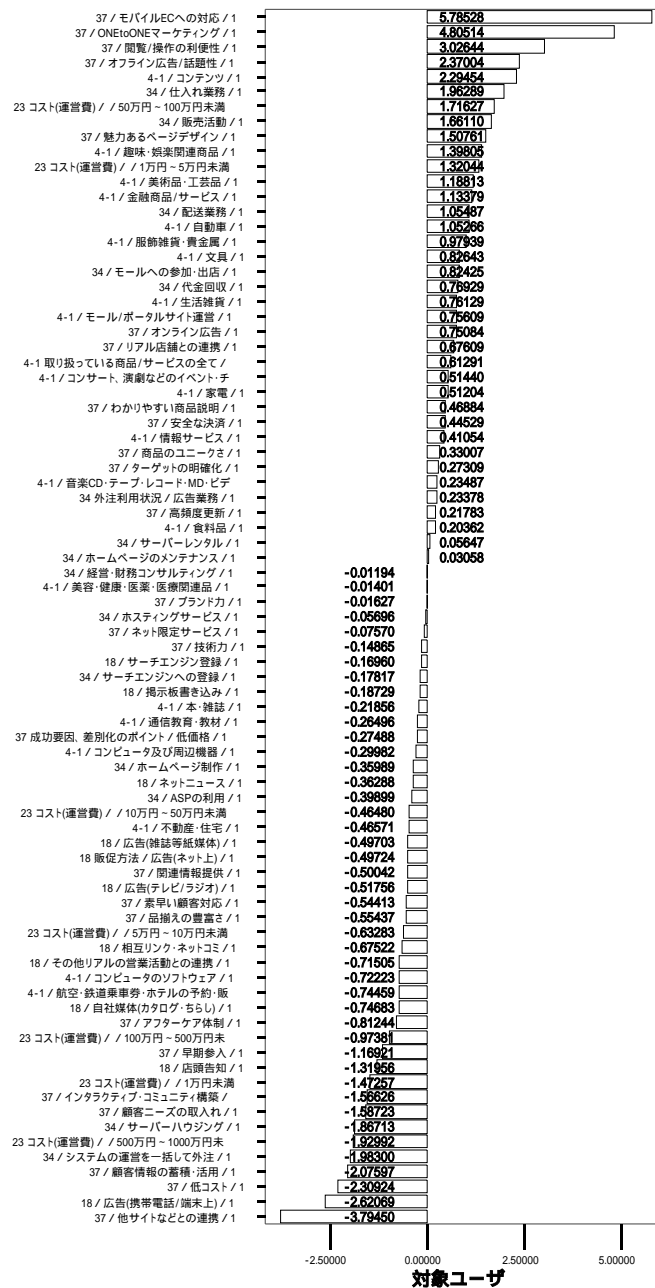 37 / モバイルECへの対応 / 1 5.78528
37 / ONEtoONEマーケティング / 1 4.80514
37 / 閲覧/操作の利便性 / 1 3.02644
37 / オフライン広告/話題性 / 1 2.37004
4-1 / コンテンツ / 1 2.29454
34 / 仕入れ業務 / 1 1.96289
23 コスト(運営費) / / 50万円~100万円未満 1.71627
34 / 販売活動 / 1 1.66110
37 / 魅力あるページデザイン / 1 1.50761
4-1 / 趣味・娯楽関連商品 / 1 1.39805
23 コスト(運営費) / / 1万円~5万円未満 1.32044
4-1 / 美術品・工芸品 / 1 1.18813
4-1 / 金融商品/サービス / 1 1.13379
34 / 配送業務 / 1 1.05487
4-1 / 自動車 / 1 1.05266
4-1 / 服飾雑貨・貴金属 / 1 0.97939
4-1 / 文具 / 1 0.82643
34 / モールへの参加・出店 / 1 0.82425
34 / 代金回収 / 1 0.76929
4-1 / 生活雑貨 / 1 0.76129
4-1 / モール/ポータルサイト運営 / 1 0.75609
37 / オンライン広告 / 1 0.75084
37 / リアル店舗との連携 / 1 0.67609
4-1 取り扱っている商品/サービスの全て / 0.61291
4-1 / コンサート、演劇などのイベント・チ 0.51440
4-1 / 家電 / 1 0.51204
37 / わかりやすい商品説明 / 1 0.46884
37 / 安全な決済 / 1 0.44529
4-1 / 情報サービス / 1 0.41054
37 / 商品のユニークさ / 1 0.33007
37 / ターゲットの明確化 / 1 0.27309
4-1 / 音楽CD・テープ・レコード・MD・ビデ 0.23487
34 外注利用状況 / 広告業務 / 1 0.23378
37 / 高頻度更新 / 1 0.21783
4-1 / 食料品 / 1 0.20362
34 / サーバーレンタル / 1 0.05647
34 / ホームページのメンテナンス / 1 0.03058
34 / 経営・財務コンサルティング / 1 -0.01194
4-1 / 美容・健康・医薬・医療関連品 / 1 -0.01401
37 / ブランド力 / 1 -0.01627
34 / ホスティングサービス / 1 -0.05696
37 / ネット限定サービス / 1 -0.07570
37 / 技術力 / 1 -0.14865
18 / サーチエンジン登録 / 1 -0.16960
34 / サーチエンジンへの登録 / 1 -0.17817
18 / 掲示板書き込み / 1 -0.18729
4-1 / 本・雑誌 / 1 -0.21856
4-1 / 通信教育・教材 / 1 -0.26496
37 成功要因、差別化のポイント / 低価格 / 1 -0.27488
4-1 / コンピュータ及び周辺機器 / 1 -0.29982
34 / ホームページ制作 / 1 -0.35989
18 / ネットニュース / 1 -0.36288
34 / ASPの利用 / 1 -0.39899
23 コスト(運営費) / / 10万円~50万円未満 -0.46480
4-1 / 不動産・住宅 / 1 -0.46571
18 / 広告(雑誌等紙媒体) / 1 -0.49703
18 販促方法 / 広告(ネット上) / 1 -0.49724
37 / 関連情報提供 / 1 -0.50042
18 / 広告(テレビ/ラジオ) / 1 -0.51756
37 / 素早い顧客対応 / 1 -0.54413
37 / 品揃えの豊富さ / 1 -0.55437
23 コスト(運営費) / / 5万円~10万円未満 -0.63283
18 / 相互リンク・ネットコミ / 1 -0.67522
18 / その他リアルの営業活動との連携 / 1 -0.71505
4-1 / コンピュータのソフトウェア / 1 -0.72223
4-1 / 航空・鉄道乗車券・ホテルの予約・販 -0.74459
18 / 自社媒体(カタログ・ちらし) / 1 -0.74683
37 / アフターケア体制 / 1 -0.81244
23 コスト(運営費) / / 100万円~500万円未 -0.97381
37 / 早期参入 / 1 -1.16921
18 / 店頭告知 / 1 -1.31956
23 コスト(運営費) / / 1万円未満 -1.47257
37 / インタラクティブ・コミュニティ構築 / -1.56626
37 / 顧客ニーズの取入れ / 1 -1.58723
34 / サーバーハウジング / 1 -1.86713
23 コスト(運営費) / / 500万円~1000万円未 -1.92992
34 / システムの運営を一括して外注 / 1 -1.98300
37 / 顧客情報の蓄積・活用 / 1 -2.07597
37 / 低コスト / 1 -2.30924
18 / 広告(携帯電話/端末上) / 1 -2.62069
37 / 他サイトなどとの連携 / 1 -3.79450
-2.50000 0.00000 2.50000 5.00000
対象ユーザ